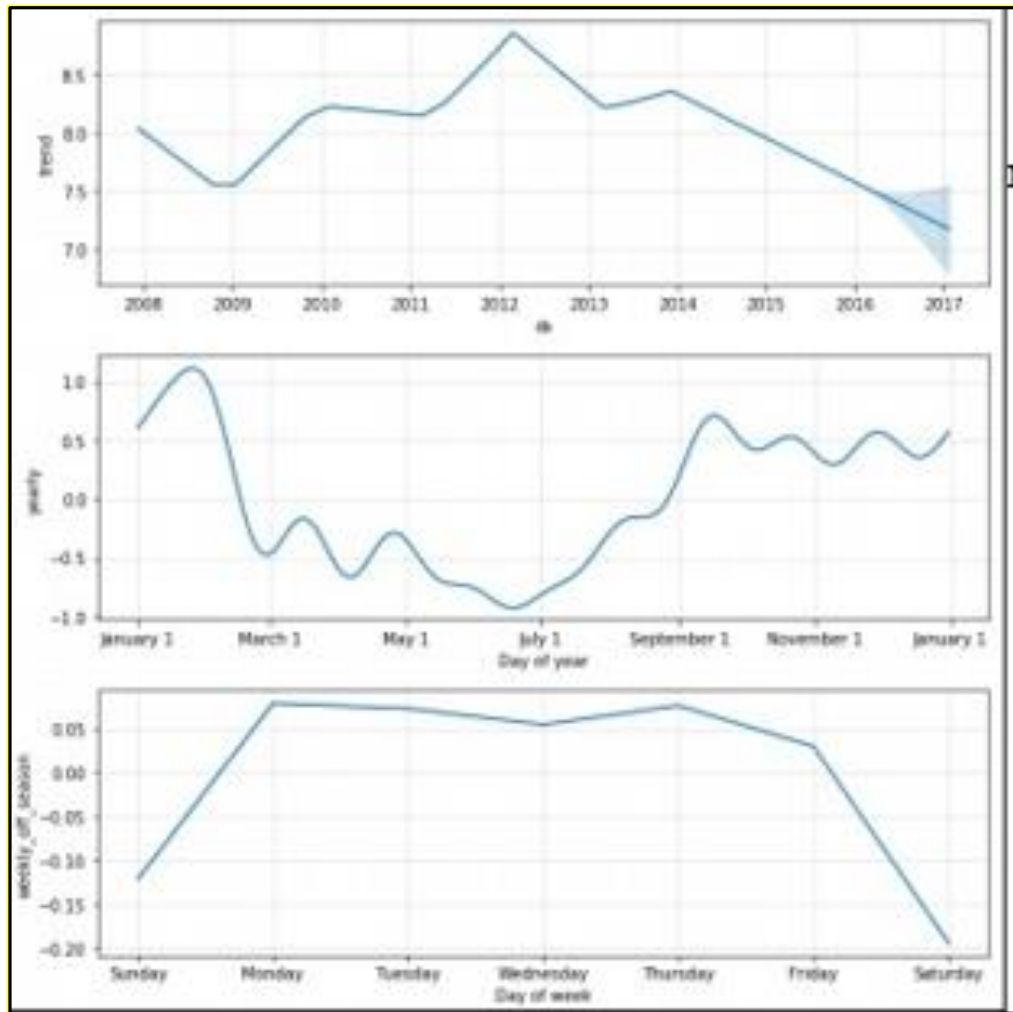 trend
8.5
8.0
7.5
7.0
2008 2009 2010 2011 2012 2013 2014 2015 2016 2017
ds
yearly
1.0
0.5
0.0
−0.5
−1.0
January 1 March 1 May 1 July 1 September 1 November 1 January 1
Day of year
weekly_off_season
0.05
0.00
−0.05
−0.10
−0.15
−0.20
Sunday Monday Tuesday Wednesday Thursday Friday Saturday
Day of week